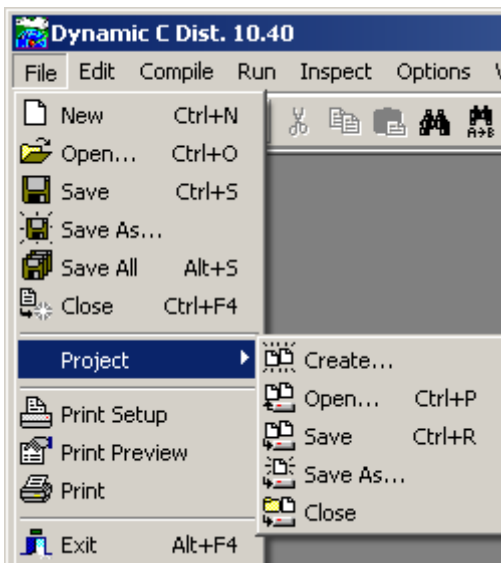 Dynamic C Dist. 10.40
File Edit Compile Run Inspect Options
New Ctrl+N
Open... Ctrl+O
Save Ctrl+S
Save As...
Save All Alt+S
Close Ctrl+F4
Project
Print Setup
Print Preview
Print
Exit Alt+F4
A→B
Create...
Open... Ctrl+P
Save Ctrl+R
Save As...
Close